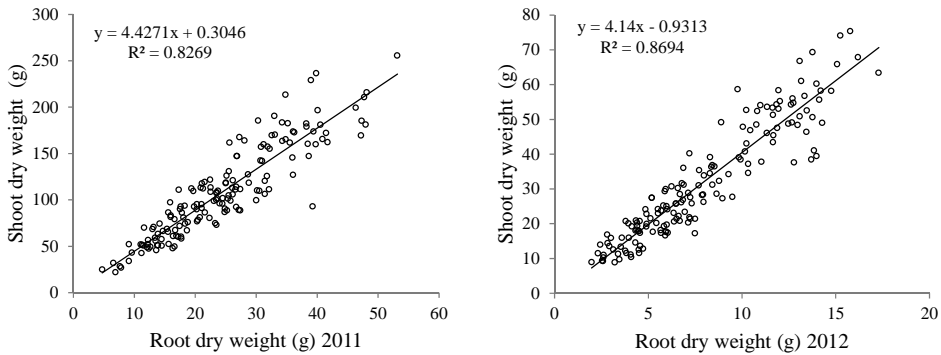 300
250
200
150
100
50
0
0 10 20 30 40 50 60
Shoot dry weight (g)
Root dry weight (g) 2011
y = 4.4271x + 0.3046
R² = 0.8269
80
70
60
50
40
30
20
10
0
0 5 10 15 20
Shoot dry weight (g)
Root dry weight (g) 2012
y = 4.14x - 0.9313
R² = 0.8694